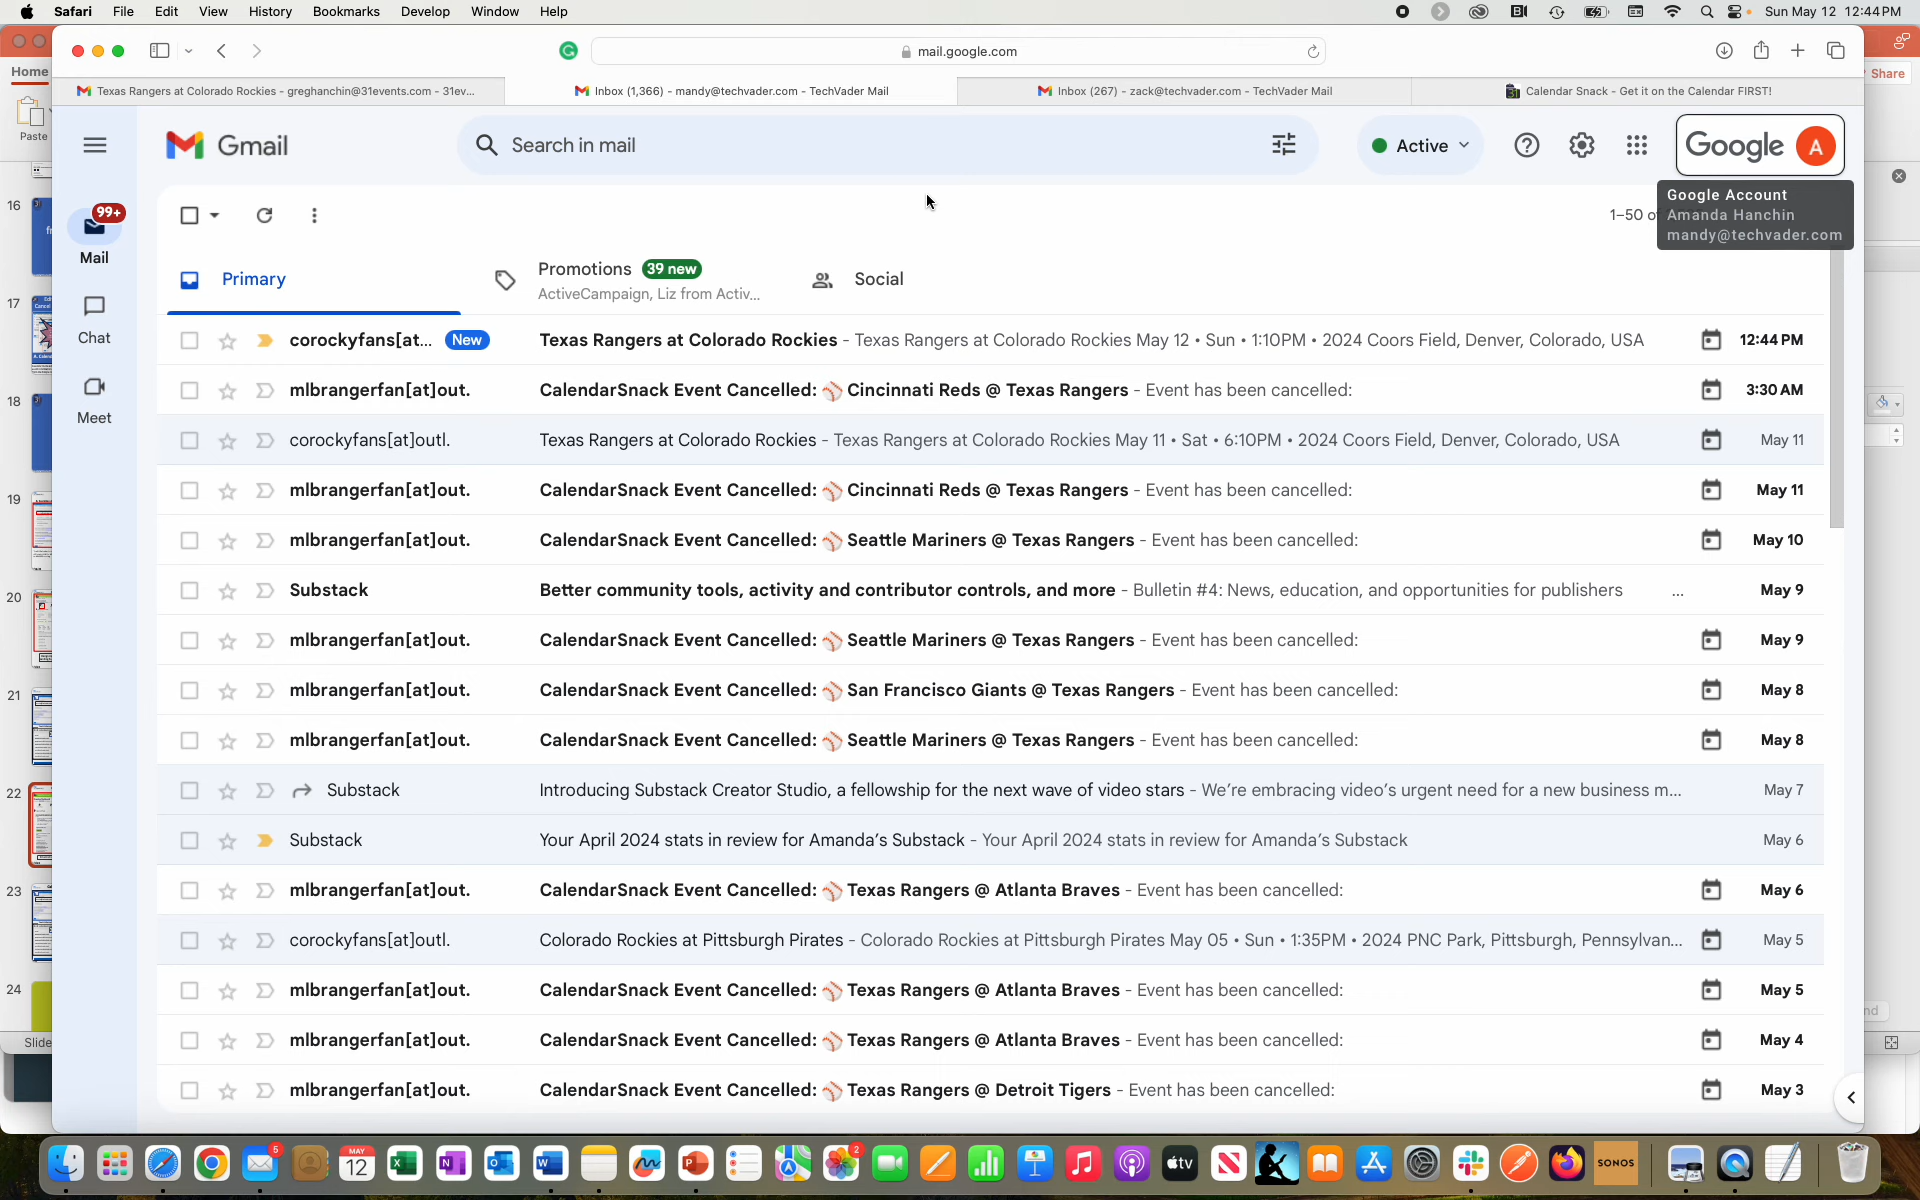 Safari File Edit View History Bookmarks Develop Window Help Sun May 12 12:44 PM
mail.google.com
Home Share
Texas Rangers at Colorado Rockies - greghanchin@31events.com - 31ev...
Inbox (1,366) - mandy@techvader.com - TechVader Mail
Inbox (267) - zack@techvader.com - TechVader Mail
Calendar Snack - Get it on the Calendar FIRST!
Paste
Gmail
Search in mail
Active
Google A
Google Account
Amanda Hanchin
mandy@techvader.com
1–50 o
99+
Mail
Chat
Meet
Primary
Promotions 39 new
ActiveCampaign, Liz from Activ...
Social
corockyfans[at... New Texas Rangers at Colorado Rockies - Texas Rangers at Colorado Rockies May 12 • Sun • 1:10PM • 2024 Coors Field, Denver, Colorado, USA 12:44 PM
mlbrangerfan[at]out. CalendarSnack Event Cancelled: ⚾ Cincinnati Reds @ Texas Rangers - Event has been cancelled: 3:30 AM
corockyfans[at]outl. Texas Rangers at Colorado Rockies - Texas Rangers at Colorado Rockies May 11 • Sat • 6:10PM • 2024 Coors Field, Denver, Colorado, USA May 11
mlbrangerfan[at]out. CalendarSnack Event Cancelled: ⚾ Cincinnati Reds @ Texas Rangers - Event has been cancelled: May 11
mlbrangerfan[at]out. CalendarSnack Event Cancelled: ⚾ Seattle Mariners @ Texas Rangers - Event has been cancelled: May 10
Substack Better community tools, activity and contributor controls, and more - Bulletin #4: News, education, and opportunities for publishers ... May 9
mlbrangerfan[at]out. CalendarSnack Event Cancelled: ⚾ Seattle Mariners @ Texas Rangers - Event has been cancelled: May 9
mlbrangerfan[at]out. CalendarSnack Event Cancelled: ⚾ San Francisco Giants @ Texas Rangers - Event has been cancelled: May 8
mlbrangerfan[at]out. CalendarSnack Event Cancelled: ⚾ Seattle Mariners @ Texas Rangers - Event has been cancelled: May 8
Substack Introducing Substack Creator Studio, a fellowship for the next wave of video stars - We're embracing video's urgent need for a new business m... May 7
Substack Your April 2024 stats in review for Amanda's Substack - Your April 2024 stats in review for Amanda's Substack May 6
mlbrangerfan[at]out. CalendarSnack Event Cancelled: ⚾ Texas Rangers @ Atlanta Braves - Event has been cancelled: May 6
corockyfans[at]outl. Colorado Rockies at Pittsburgh Pirates - Colorado Rockies at Pittsburgh Pirates May 05 • Sun • 1:35PM • 2024 PNC Park, Pittsburgh, Pennsylvan... May 5
mlbrangerfan[at]out. CalendarSnack Event Cancelled: ⚾ Texas Rangers @ Atlanta Braves - Event has been cancelled: May 5
mlbrangerfan[at]out. CalendarSnack Event Cancelled: ⚾ Texas Rangers @ Atlanta Braves - Event has been cancelled: May 4
mlbrangerfan[at]out. CalendarSnack Event Cancelled: ⚾ Texas Rangers @ Detroit Tigers - Event has been cancelled: May 3
16
17
18
19
20
21
22
23
24
Slide
nd
5
MAY
12
2
tv
SONOS